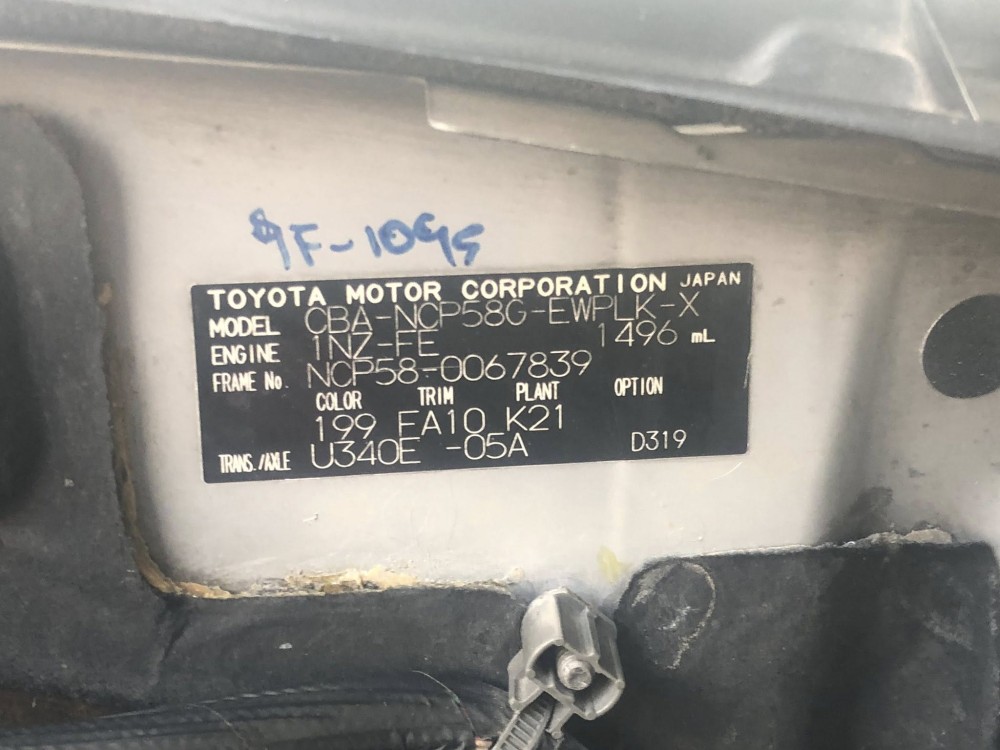 9F-1095
TOYOTA MOTOR CORPORATION JAPAN
MODEL CBA-NCP58G-EWPLK-X
ENGINE 1NZ-FE 1496 mL
FRAME No. NCP58-0067839
COLOR TRIM PLANT OPTION
199 FA10 K21
TRANS./AXLE U340E -05A D319